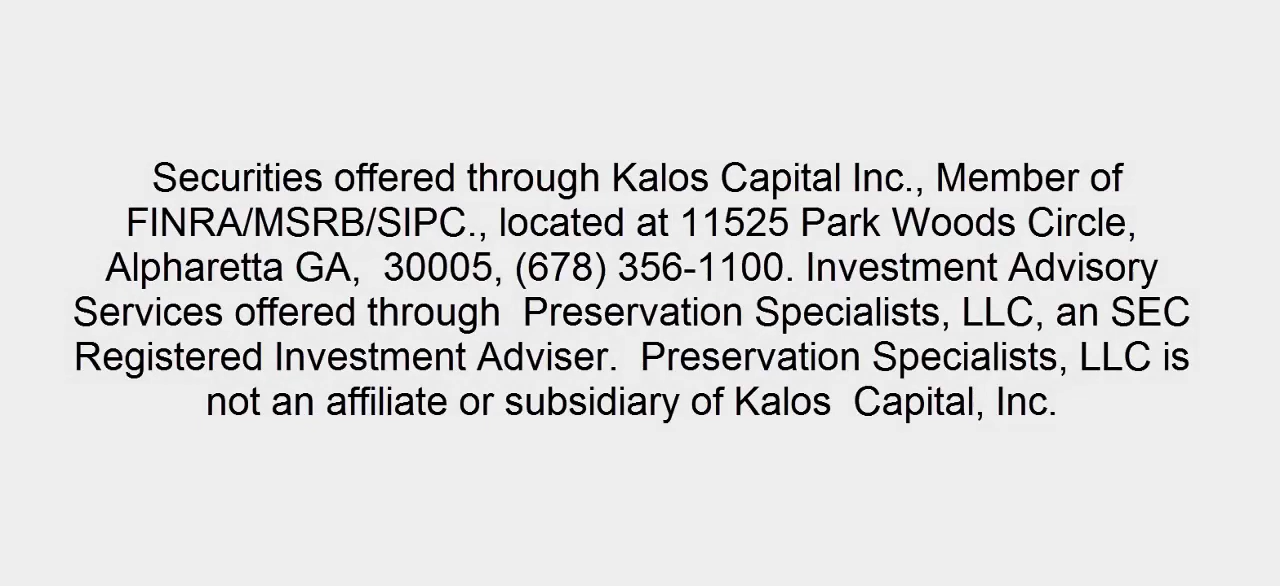 Securities offered through Kalos Capital Inc., Member of
FINRA/MSRB/SIPC., located at 11525 Park Woods Circle,
Alpharetta GA,  30005, (678) 356-1100. Investment Advisory
Services offered through  Preservation Specialists, LLC, an SEC
Registered Investment Adviser.  Preservation Specialists, LLC is
not an affiliate or subsidiary of Kalos  Capital, Inc.